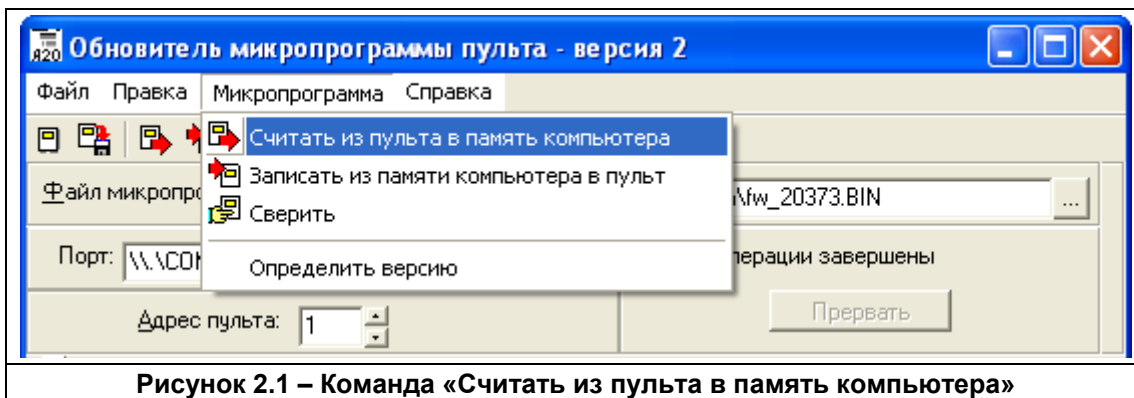 Я20 Обновитель микропрограммы пульта - версия 2
Файл Правка Микропрограмма Справка
Считать из пульта в память компьютера
Записать из памяти компьютера в пульт
Сверить
Определить версию
Файл
\fw_20373.BIN ...
Порт: \\.\COM
перации завершены
Адрес пульта: 1
Прервать
Рисунок 2.1 – Команда «Считать из пульта в память компьютера»